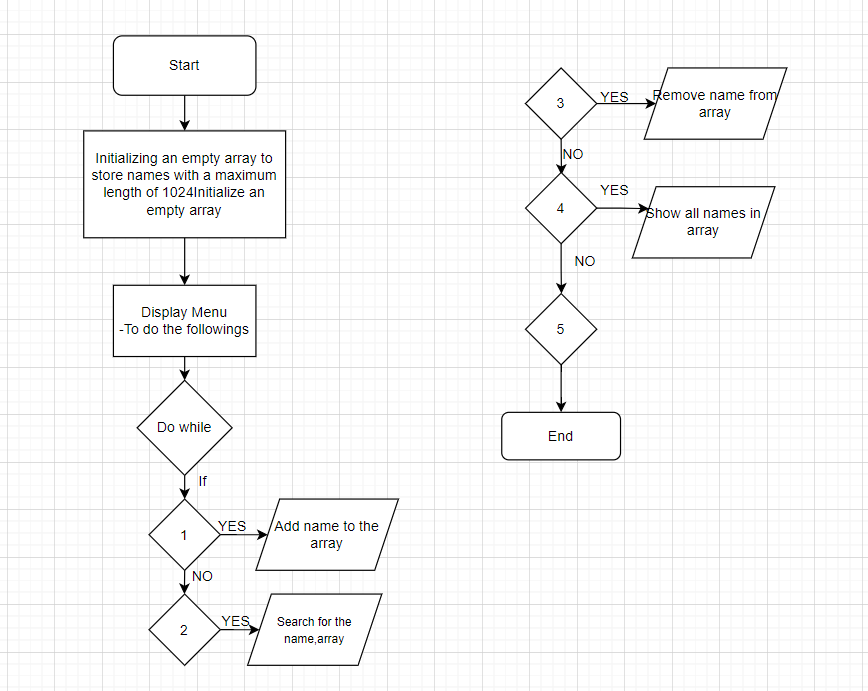 Start
Initializing an empty array to
store names with a maximum
length of 1024Initialize an
empty array
Display Menu
-To do the followings
Do while
If
1
YES
Add name to the
array
NO
2
YES
Search for the
name,array
3
YES
Remove name from
array
NO
4
YES
Show all names in
array
NO
5
End